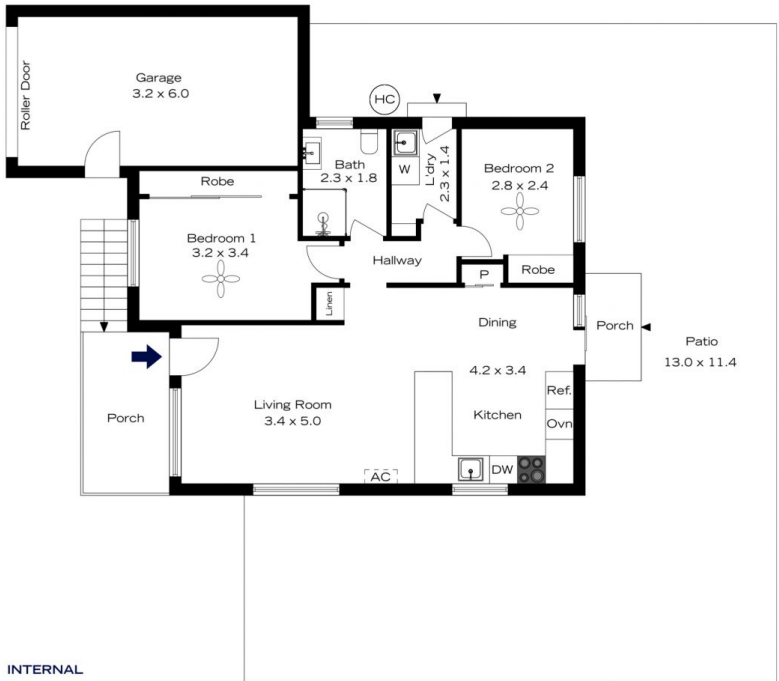 Roller Door
Garage
3.2 x 6.0
HC
Robe
Bath
2.3 x 1.8
W
L'dry
2.3 x 1.4
Bedroom 2
2.8 x 2.4
Bedroom 1
3.2 x 3.4
Hallway
P
Robe
Linen
Dining
Porch
Patio
13.0 x 11.4
4.2 x 3.4
Ref.
Living Room
3.4 x 5.0
Kitchen
Ovn
Porch
AC
DW
INTERNAL